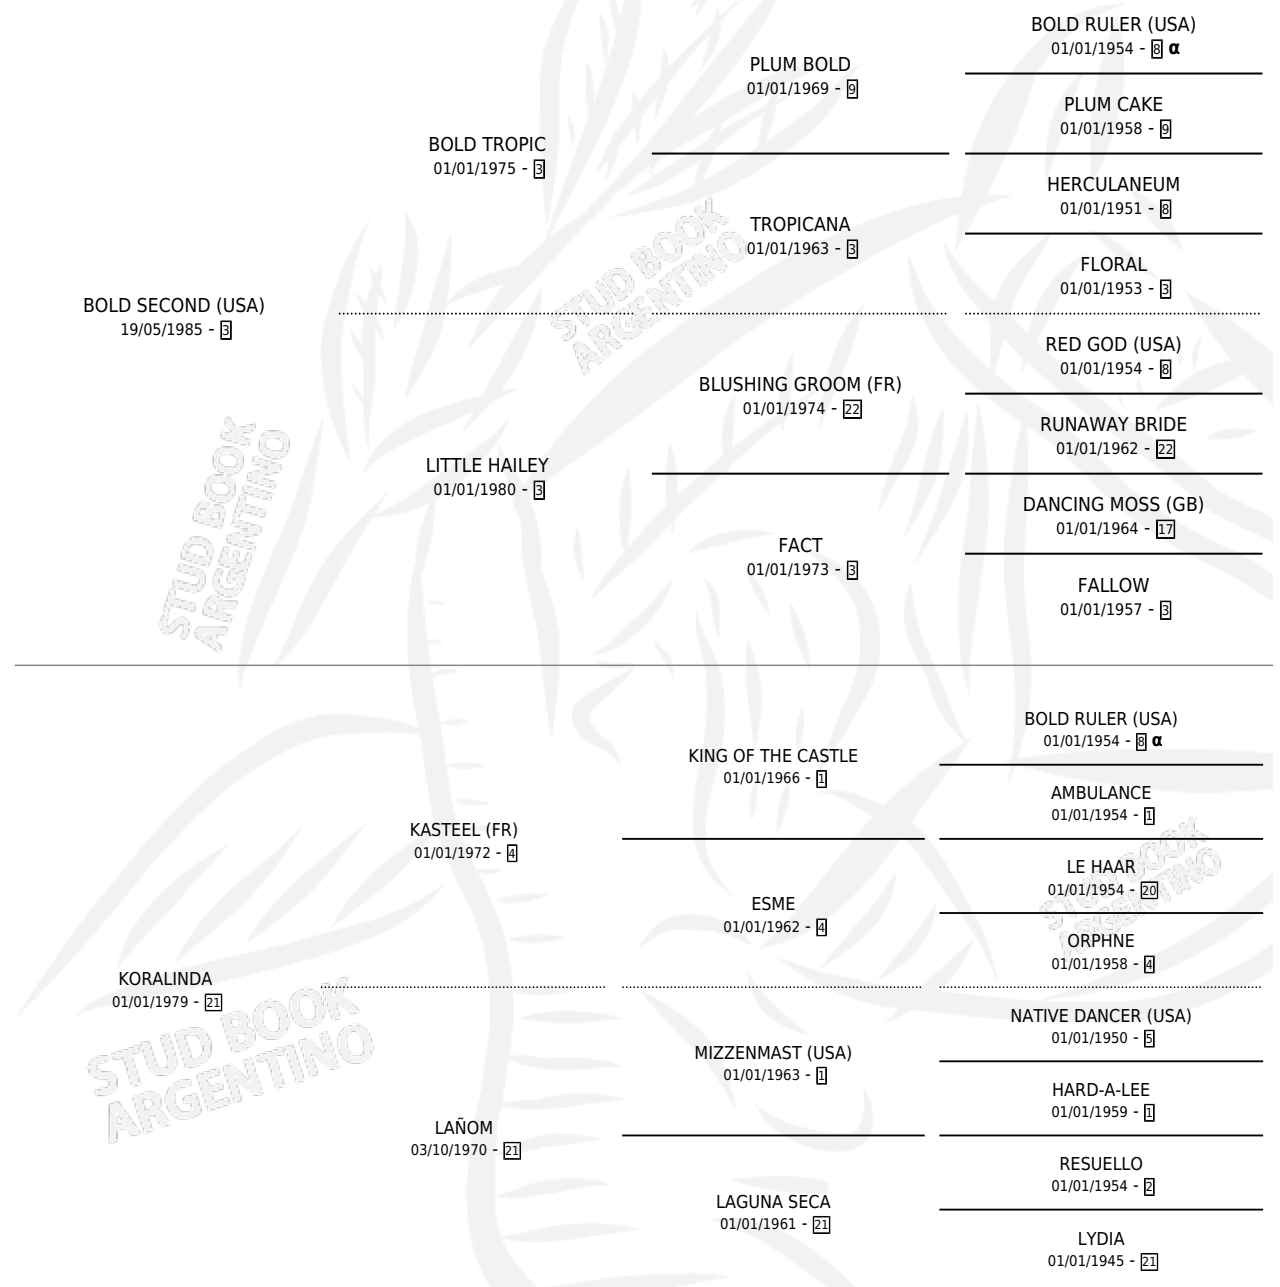 BOLD RULER (USA)
01/01/1954 - 8 α
PLUM BOLD
01/01/1969 - 9
PLUM CAKE
01/01/1958 - 9
BOLD TROPIC
01/01/1975 - 3
HERCULANEUM
01/01/1951 - 8
TROPICANA
01/01/1963 - 3
FLORAL
01/01/1953 - 3
BOLD SECOND (USA)
19/05/1985 - 3
RED GOD (USA)
01/01/1954 - 8
BLUSHING GROOM (FR)
01/01/1974 - 22
RUNAWAY BRIDE
01/01/1962 - 22
LITTLE HAILEY
01/01/1980 - 3
DANCING MOSS (GB)
01/01/1964 - 17
FACT
01/01/1973 - 3
FALLOW
01/01/1957 - 3
BOLD RULER (USA)
01/01/1954 - 8 α
KING OF THE CASTLE
01/01/1966 - 1
AMBULANCE
01/01/1954 - 1
KASTEEL (FR)
01/01/1972 - 4
LE HAAR
01/01/1954 - 20
ESME
01/01/1962 - 4
ORPHNE
01/01/1958 - 4
KORALINDA
01/01/1979 - 21
NATIVE DANCER (USA)
01/01/1950 - 5
MIZZENMAST (USA)
01/01/1963 - 1
HARD-A-LEE
01/01/1959 - 1
LAÑOM
03/10/1970 - 21
RESUELLO
01/01/1954 - 2
LAGUNA SECA
01/01/1961 - 21
LYDIA
01/01/1945 - 21
STUD BOOK
ARGENTINO
STUD BOOK
ARGENTINO
STUD BOOK
ARGENTINO
STUD BOOK
ARGENTINO